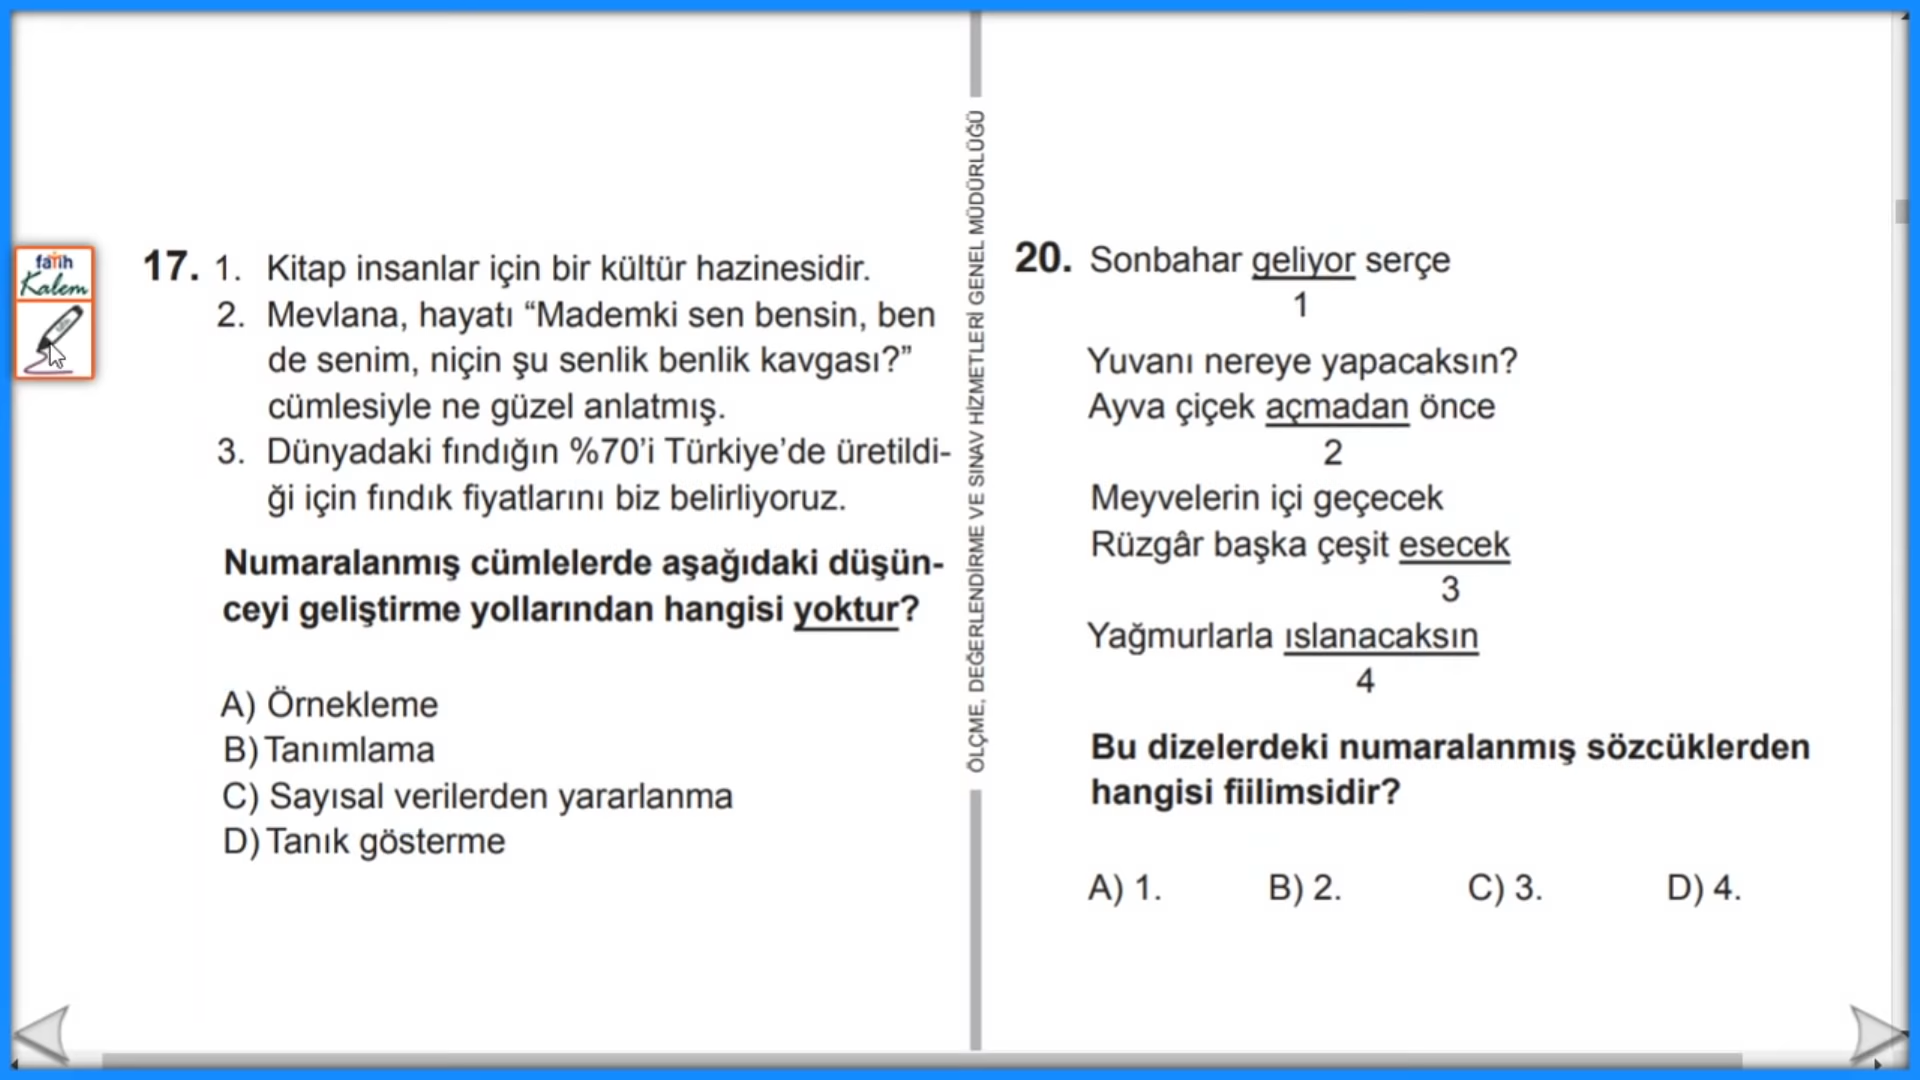 fatih
Kalem
17. 1. Kitap insanlar için bir kültür hazinesidir.
2. Mevlana, hayatı “Mademki sen bensin, ben
de senim, niçin şu senlik benlik kavgası?”
cümlesiyle ne güzel anlatmış.
3. Dünyadaki fındığın %70’i Türkiye’de üretildi-
ği için fındık fiyatlarını biz belirliyoruz.
Numaralanmış cümlelerde aşağıdaki düşün-
ceyi geliştirme yollarından hangisi yoktur?
A) Örnekleme
B) Tanımlama
C) Sayısal verilerden yararlanma
D) Tanık gösterme
ÖLÇME, DEĞERLENDİRME VE SINAV HİZMETLERİ GENEL MÜDÜRLÜĞÜ
20. Sonbahar geliyor serçe
1
Yuvanı nereye yapacaksın?
Ayva çiçek açmadan önce
2
Meyvelerin içi geçecek
Rüzgâr başka çeşit esecek
3
Yağmurlarla ıslanacaksın
4
Bu dizelerdeki numaralanmış sözcüklerden
hangisi fiilimsidir?
A) 1. B) 2. C) 3. D) 4.